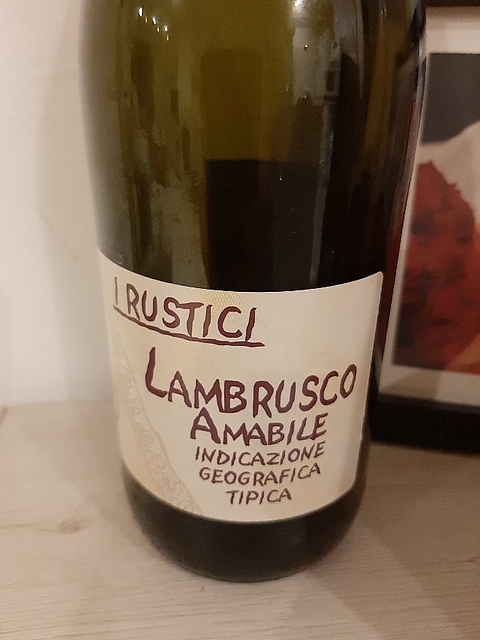 I RUSTICI
LAMBRUSCO
AMABILE
INDICAZIONE
GEOGRAFICA
TIPICA